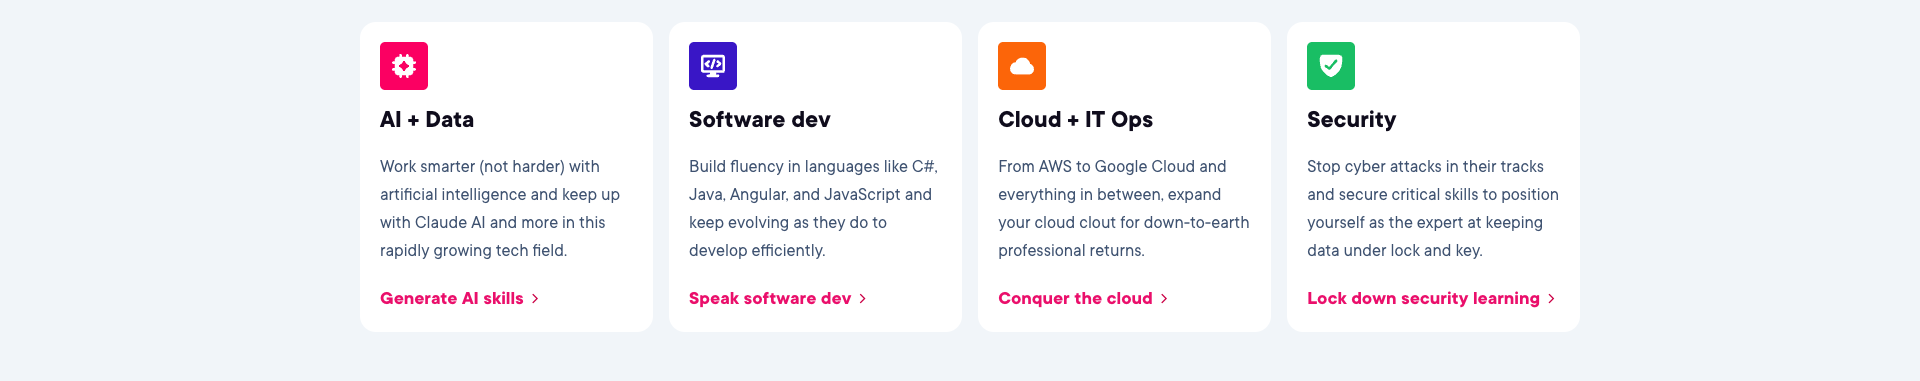 AI + Data
Work smarter (not harder) with
artificial intelligence and keep up
with Claude AI and more in this
rapidly growing tech field.
Generate AI skills
Software dev
Build fluency in languages like C#,
Java, Angular, and JavaScript and
keep evolving as they do to
develop efficiently.
Speak software dev
Cloud + IT Ops
From AWS to Google Cloud and
everything in between, expand
your cloud clout for down-to-earth
professional returns.
Conquer the cloud
Security
Stop cyber attacks in their tracks
and secure critical skills to position
yourself as the expert at keeping
data under lock and key.
Lock down security learning